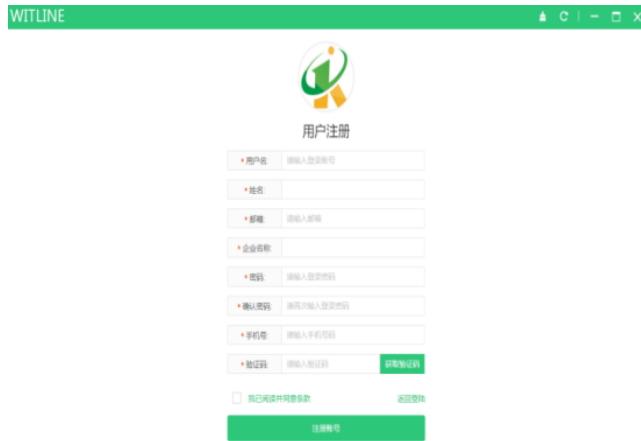 WITLINE
用户注册
* 用户名: 请输入登录账号
* 姓名:
* 邮箱: 请输入邮箱
* 企业名称:
* 密码: 请输入登录密码
* 确认密码: 请再次输入登录密码
* 手机号: 请输入手机号码
* 验证码: 请输入验证码 获取验证码
我已阅读并同意条款 返回登陆
注册账号